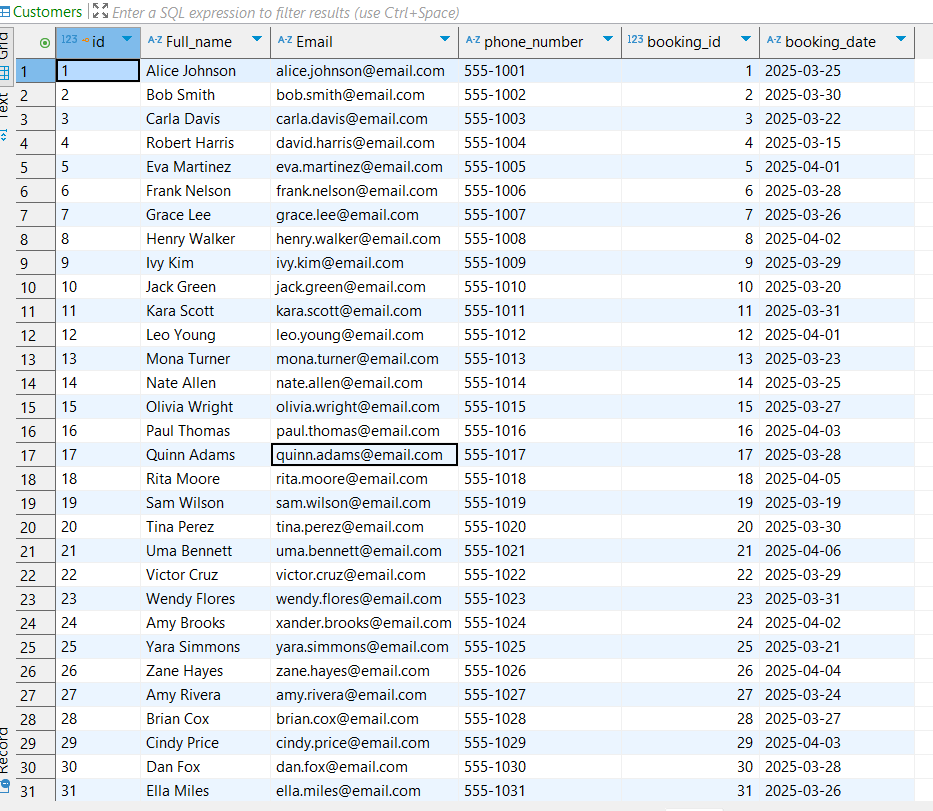 Customers Enter a SQL expression to filter results (use Ctrl+Space)
Grid
Text
Record
123 id A-Z Full_name A-Z Email A-Z phone_number 123 booking_id A-Z booking_date
1 1 Alice Johnson alice.johnson@email.com 555-1001 1 2025-03-25
2 2 Bob Smith bob.smith@email.com 555-1002 2 2025-03-30
3 3 Carla Davis carla.davis@email.com 555-1003 3 2025-03-22
4 4 Robert Harris david.harris@email.com 555-1004 4 2025-03-15
5 5 Eva Martinez eva.martinez@email.com 555-1005 5 2025-04-01
6 6 Frank Nelson frank.nelson@email.com 555-1006 6 2025-03-28
7 7 Grace Lee grace.lee@email.com 555-1007 7 2025-03-26
8 8 Henry Walker henry.walker@email.com 555-1008 8 2025-04-02
9 9 Ivy Kim ivy.kim@email.com 555-1009 9 2025-03-29
10 10 Jack Green jack.green@email.com 555-1010 10 2025-03-20
11 11 Kara Scott kara.scott@email.com 555-1011 11 2025-03-31
12 12 Leo Young leo.young@email.com 555-1012 12 2025-04-01
13 13 Mona Turner mona.turner@email.com 555-1013 13 2025-03-23
14 14 Nate Allen nate.allen@email.com 555-1014 14 2025-03-25
15 15 Olivia Wright olivia.wright@email.com 555-1015 15 2025-03-27
16 16 Paul Thomas paul.thomas@email.com 555-1016 16 2025-04-03
17 17 Quinn Adams quinn.adams@email.com 555-1017 17 2025-03-28
18 18 Rita Moore rita.moore@email.com 555-1018 18 2025-04-05
19 19 Sam Wilson sam.wilson@email.com 555-1019 19 2025-03-19
20 20 Tina Perez tina.perez@email.com 555-1020 20 2025-03-30
21 21 Uma Bennett uma.bennett@email.com 555-1021 21 2025-04-06
22 22 Victor Cruz victor.cruz@email.com 555-1022 22 2025-03-29
23 23 Wendy Flores wendy.flores@email.com 555-1023 23 2025-03-31
24 24 Amy Brooks xander.brooks@email.com 555-1024 24 2025-04-02
25 25 Yara Simmons yara.simmons@email.com 555-1025 25 2025-03-21
26 26 Zane Hayes zane.hayes@email.com 555-1026 26 2025-04-04
27 27 Amy Rivera amy.rivera@email.com 555-1027 27 2025-03-24
28 28 Brian Cox brian.cox@email.com 555-1028 28 2025-03-27
29 29 Cindy Price cindy.price@email.com 555-1029 29 2025-04-03
30 30 Dan Fox dan.fox@email.com 555-1030 30 2025-03-28
31 31 Ella Miles ella.miles@email.com 555-1031 31 2025-03-26